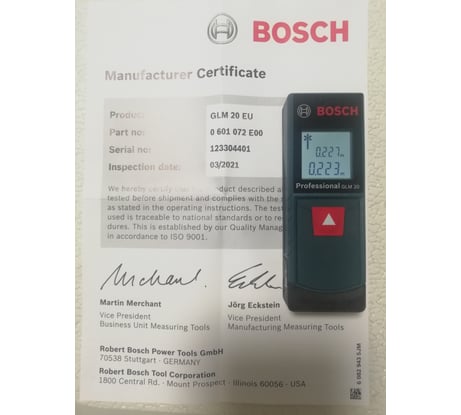 BOSCH
Manufacturer Certificate
Product: GLM 20 EU
Part no: 0 601 072 E00
Serial no: 123304401
Inspection date: 03/2021
We hereby certify that the product described a
tested before shipment and complies with the s
as stated in the operating instructions. The test
used is traceable to national standards or to re
dures. This is established by our Quality Manag
in accordance to ISO 9001.
BOSCH
0.227m
0.223m
Professional GLM 20
Martin Merchant
Vice President
Business Unit Measuring Tools
Jörg Eckstein
Vice President
Manufacturing Measuring Tools
Robert Bosch Power Tools GmbH
70538 Stuttgart · GERMANY
Robert Bosch Tool Corporation
1800 Central Rd. · Mount Prospect · Illinois 60056 · USA
6 082 943 5JM